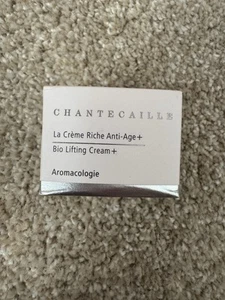 CHANTECAILLE
La Crème Riche Anti-Age+
Bio Lifting Cream+
Aromacologie